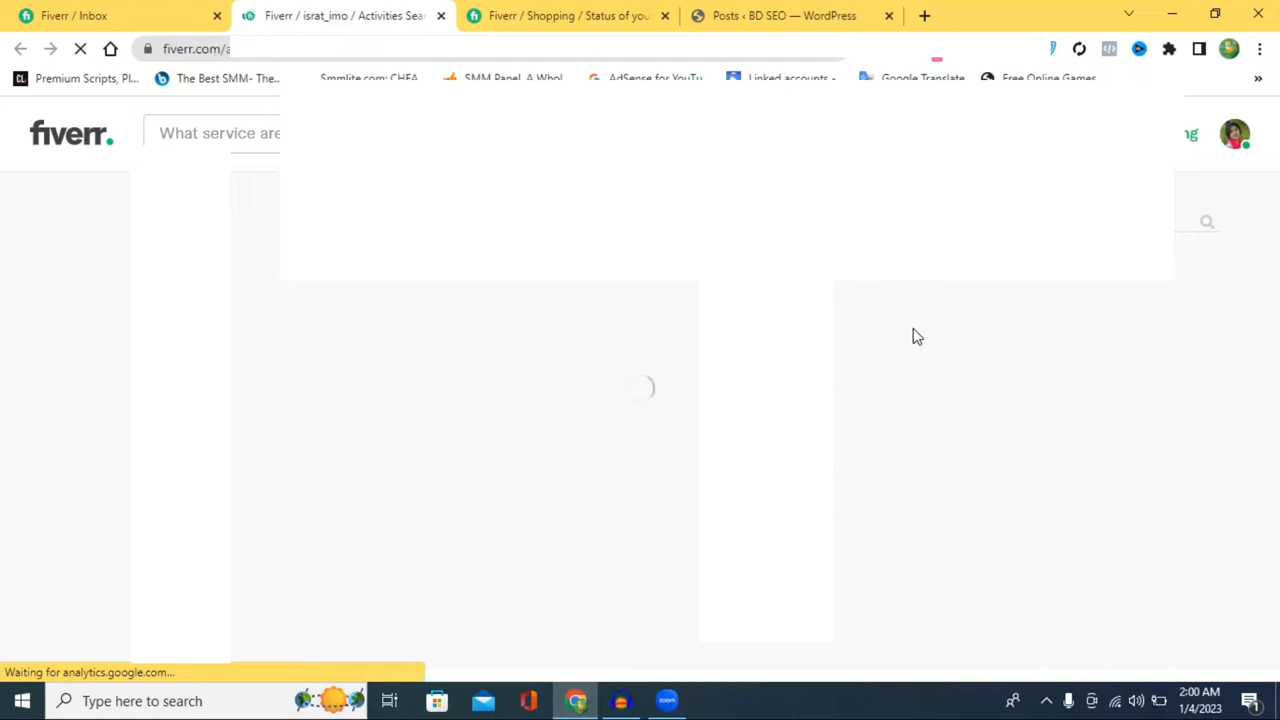 Fiverr / Inbox
Fiverr / israt_imo / Activities Sear
Fiverr / Shopping / Status of you
Posts ‹ BD SEO — WordPress
fiverr.com/a
Premium Scripts, Pl...
The Best SMM- The...
Smmlite com: CHEA
SMM Panel, A Whol
AdSense for YouTu
Linked accounts -
Google Translate
Free Online Games
fiverr.
What service are
ng
Waiting for analytics.google.com...
Type here to search
zoom
2:00 AM
1/4/2023